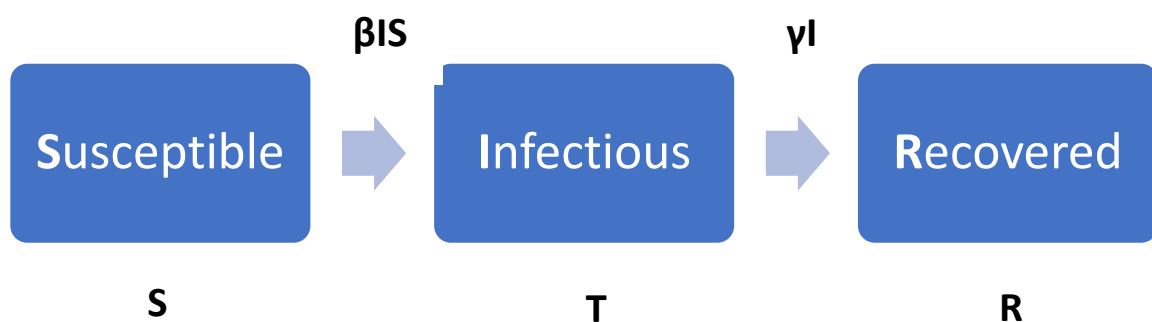 βIS
γI
Susceptible
Infectious
Recovered
S
T
R